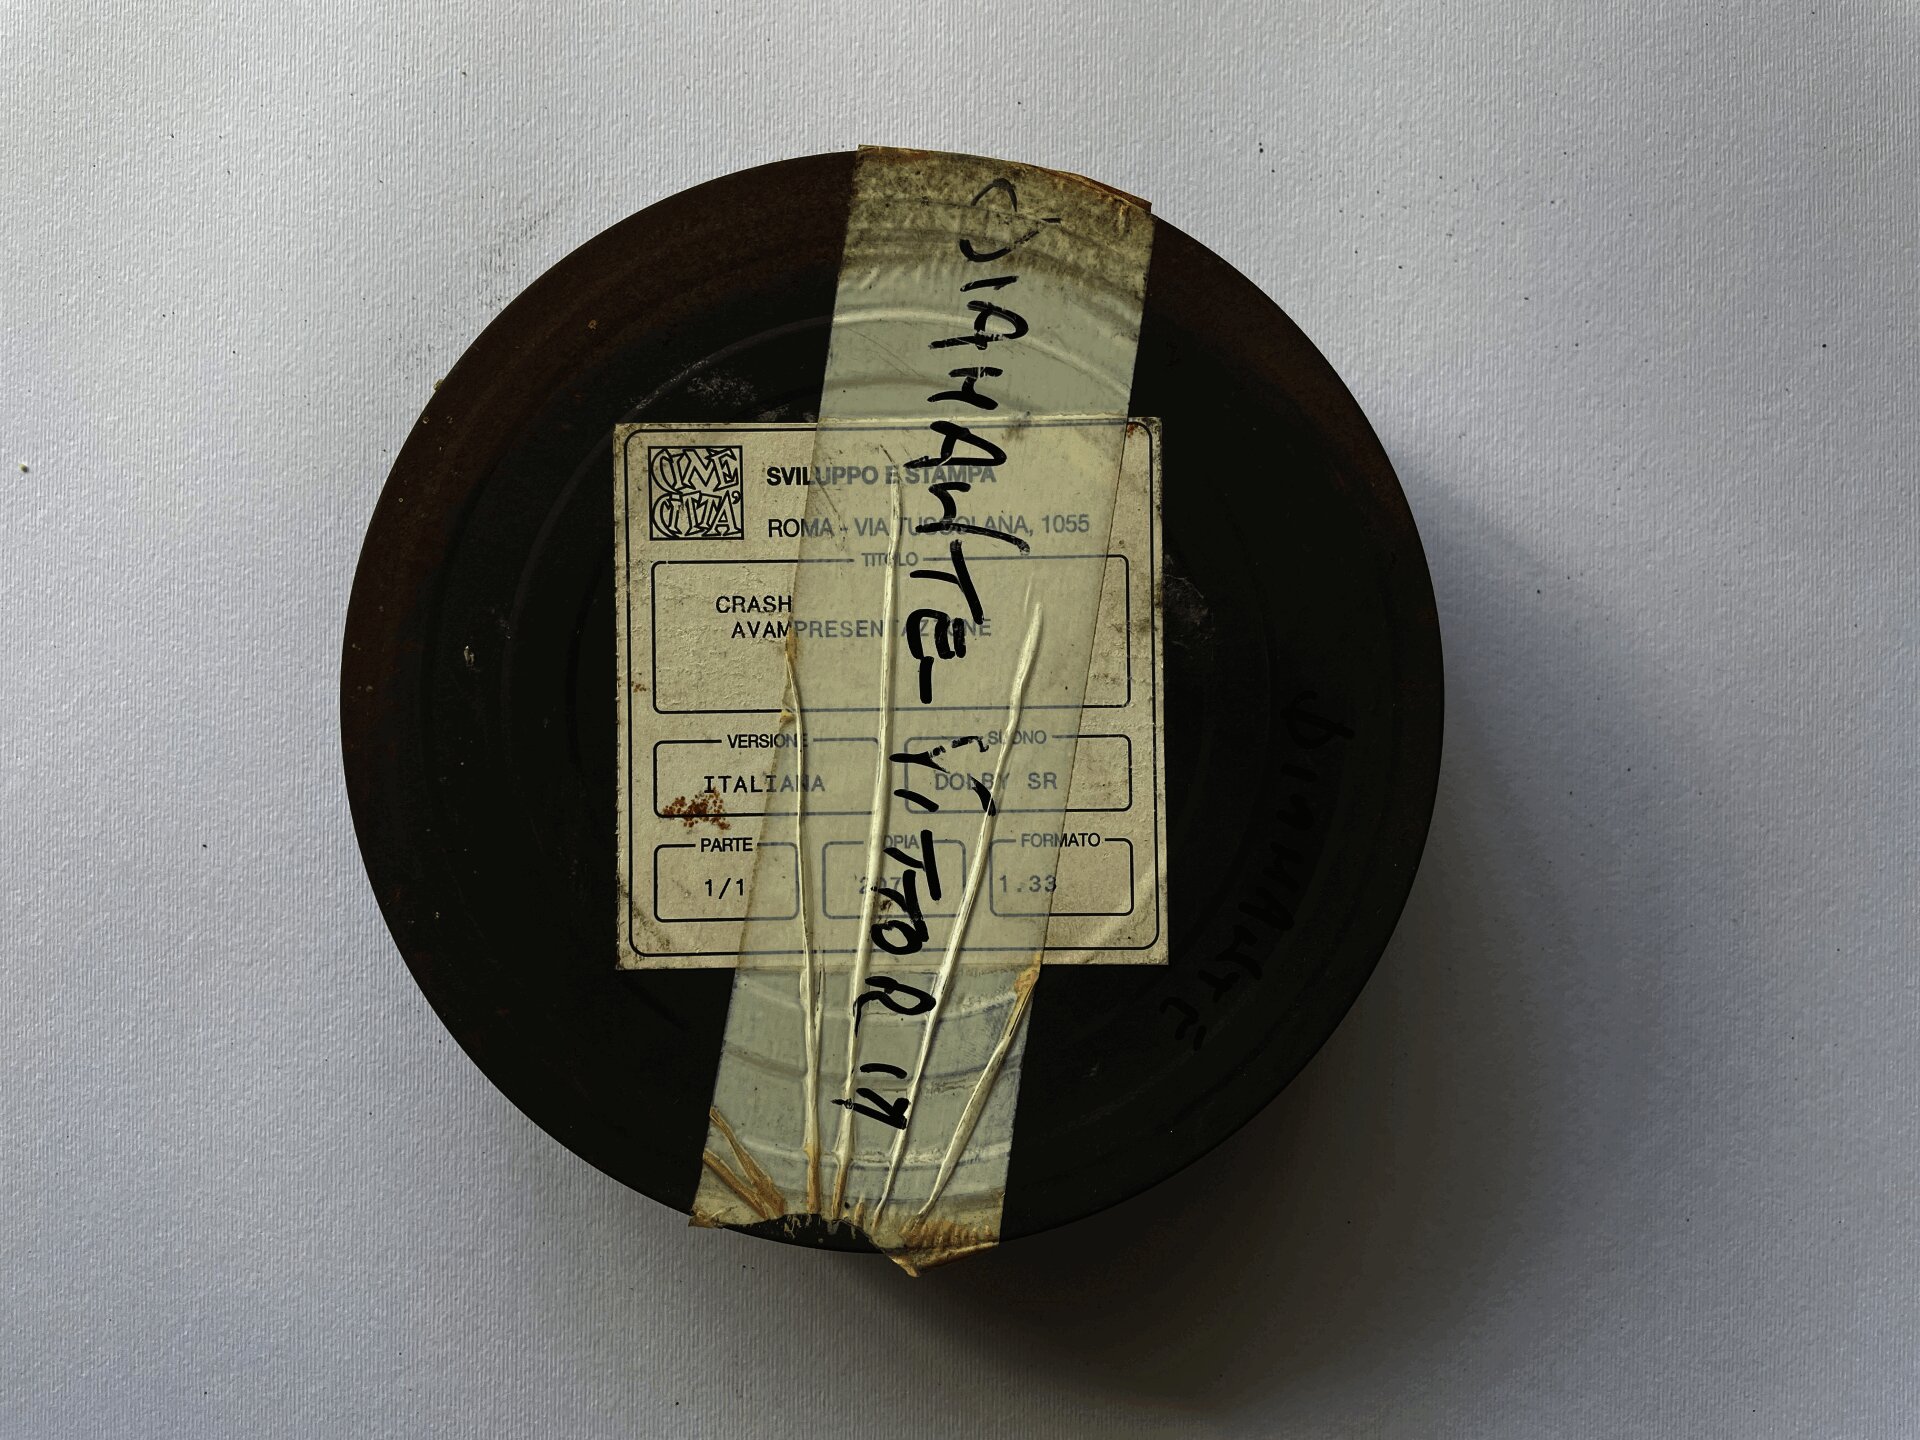 CINE
CITTA'
SVILUPPO E STAMPA
ROMA - VIA TUSCOLANA, 1055
TITOLO
CRASH
AVAMPRESENTAZIONE
VERSIONE
ITALIANA
SUONO
DOLBY SR
PARTE
1/1
COPIA
207
FORMATO
1.33
DIAMANTE - VITTORIA
DIAMANTE